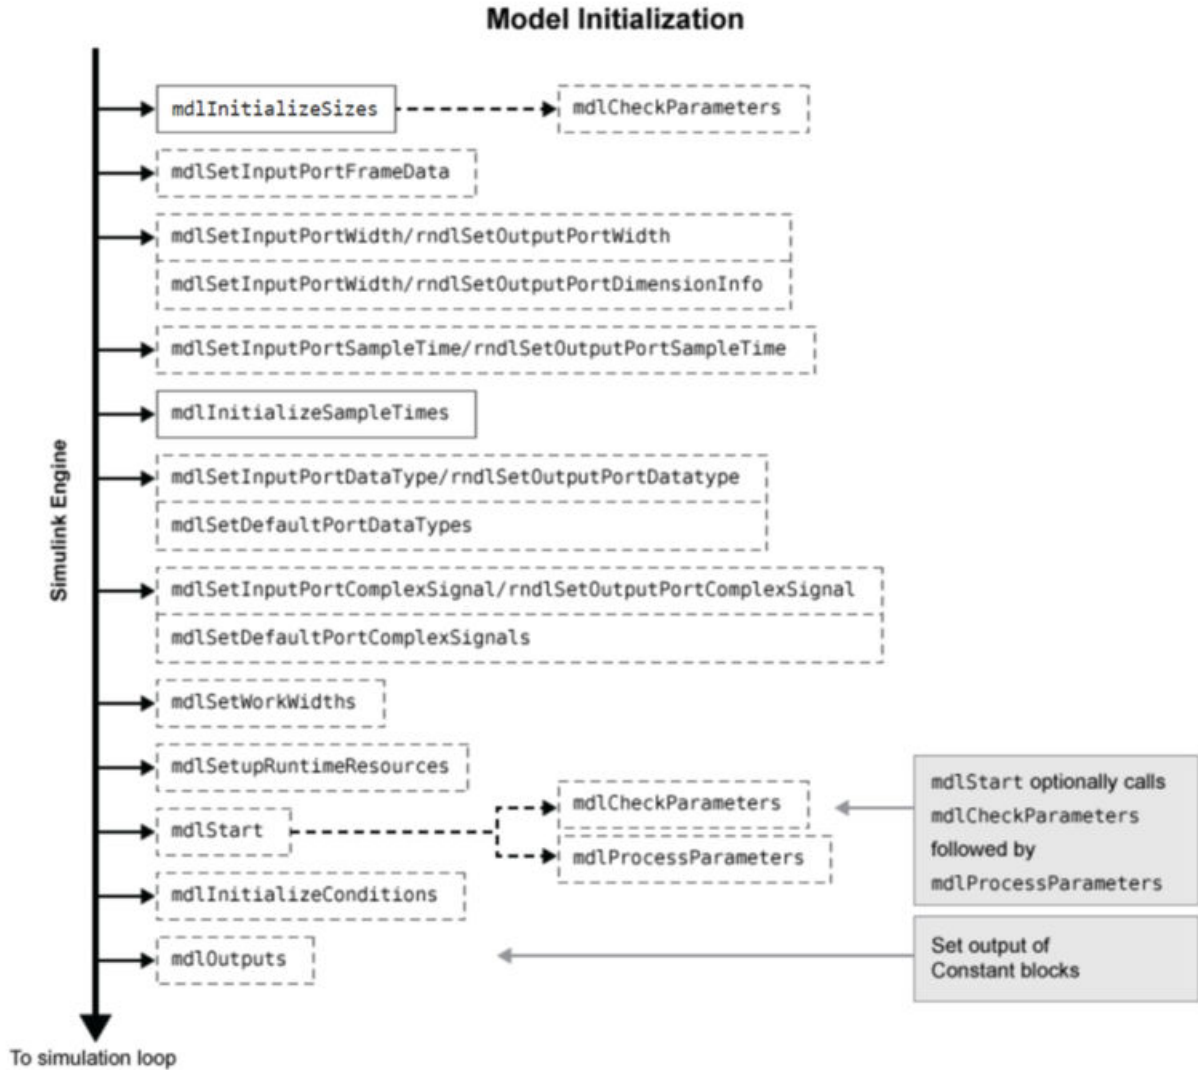 Model Initialization
mdlInitializeSizes
mdlCheckParameters
mdlSetInputPortFrameData
mdlSetInputPortWidth/rndlSetOutputPortWidth
mdlSetInputPortWidth/rndlSetOutputPortDimensionInfo
mdlSetInputPortSampleTime/rndlSetOutputPortSampleTime
mdlInitializeSampleTimes
Simulink Engine
mdlSetInputPortDataType/rndlSetOutputPortDatatype
mdlSetDefaultPortDataTypes
mdlSetInputPortComplexSignal/rndlSetOutputPortComplexSignal
mdlSetDefaultPortComplexSignals
mdlSetWorkWidths
mdlSetupRuntimeResources
mdlStart
mdlCheckParameters
mdlProcessParameters
mdlStart optionally calls
mdlCheckParameters
followed by
mdlProcessParameters
mdlInitializeConditions
mdlOutputs
Set output of
Constant blocks
To simulation loop